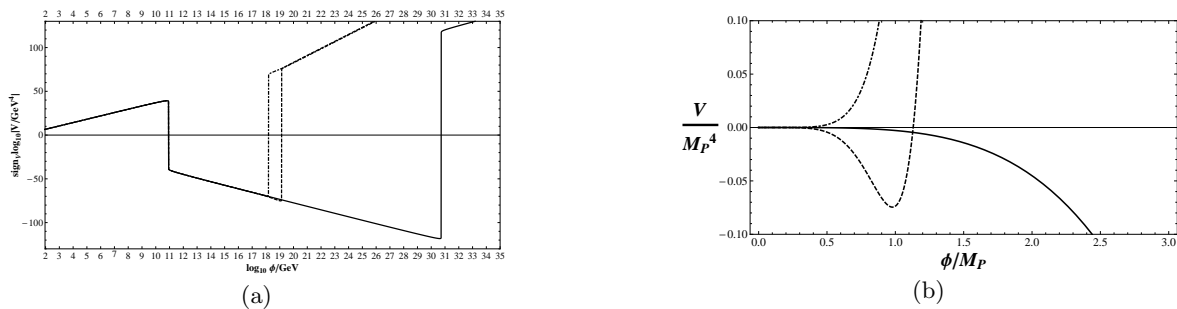 2 3 4 5 6 7 8 9 10 11 12 13 14 15 16 17 18 19 20 21 22 23 24 25 26 27 28 29 30 31 32 33 34 35
100
50
0
−50
−100
sign_V log₁₀|V/GeV⁴|
2 3 4 5 6 7 8 9 10 11 12 13 14 15 16 17 18 19 20 21 22 23 24 25 26 27 28 29 30 31 32 33 34 35
log₁₀ ϕ/GeV
(a)
0.10
0.05
0.00
−0.05
−0.10
V
M_P⁴
0.0 0.5 1.0 1.5 2.0 2.5 3.0
ϕ/M_P
(b)